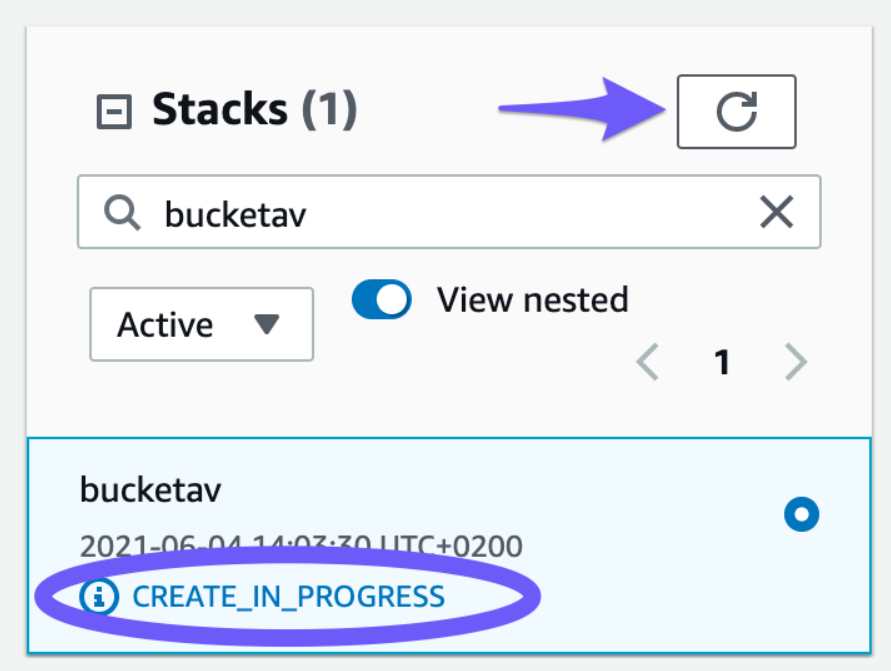 Stacks (1)
bucketav
Active
View nested
1
bucketav
2021-06-04 14:03:30 UTC+0200
CREATE_IN_PROGRESS